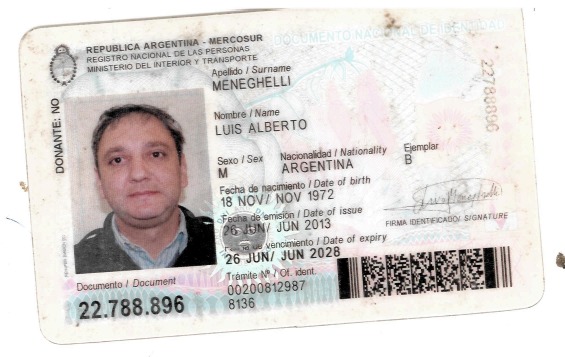 REPUBLICA ARGENTINA - MERCOSUR
REGISTRO NACIONAL DE LAS PERSONAS
MINISTERIO DEL INTERIOR Y TRANSPORTE
DOCUMENTO NACIONAL DE IDENTIDAD
Apellido / Surname
MENEGHELLI
Nombre / Name
LUIS ALBERTO
Sexo / Sex Nacionalidad / Nationality Ejemplar
M ARGENTINA B
Fecha de nacimiento / Date of birth
18 NOV/ NOV 1972
Fecha de emisión / Date of issue
26 JUN/ JUN 2013
Fecha de vencimiento / Date of expiry
26 JUN/ JUN 2028
FIRMA IDENTIFICADO/ SIGNATURE
Trámite Nº / Of. ident.
00200812987
8136
Documento / Document
22.788.896
DONANTE: NO
22788896